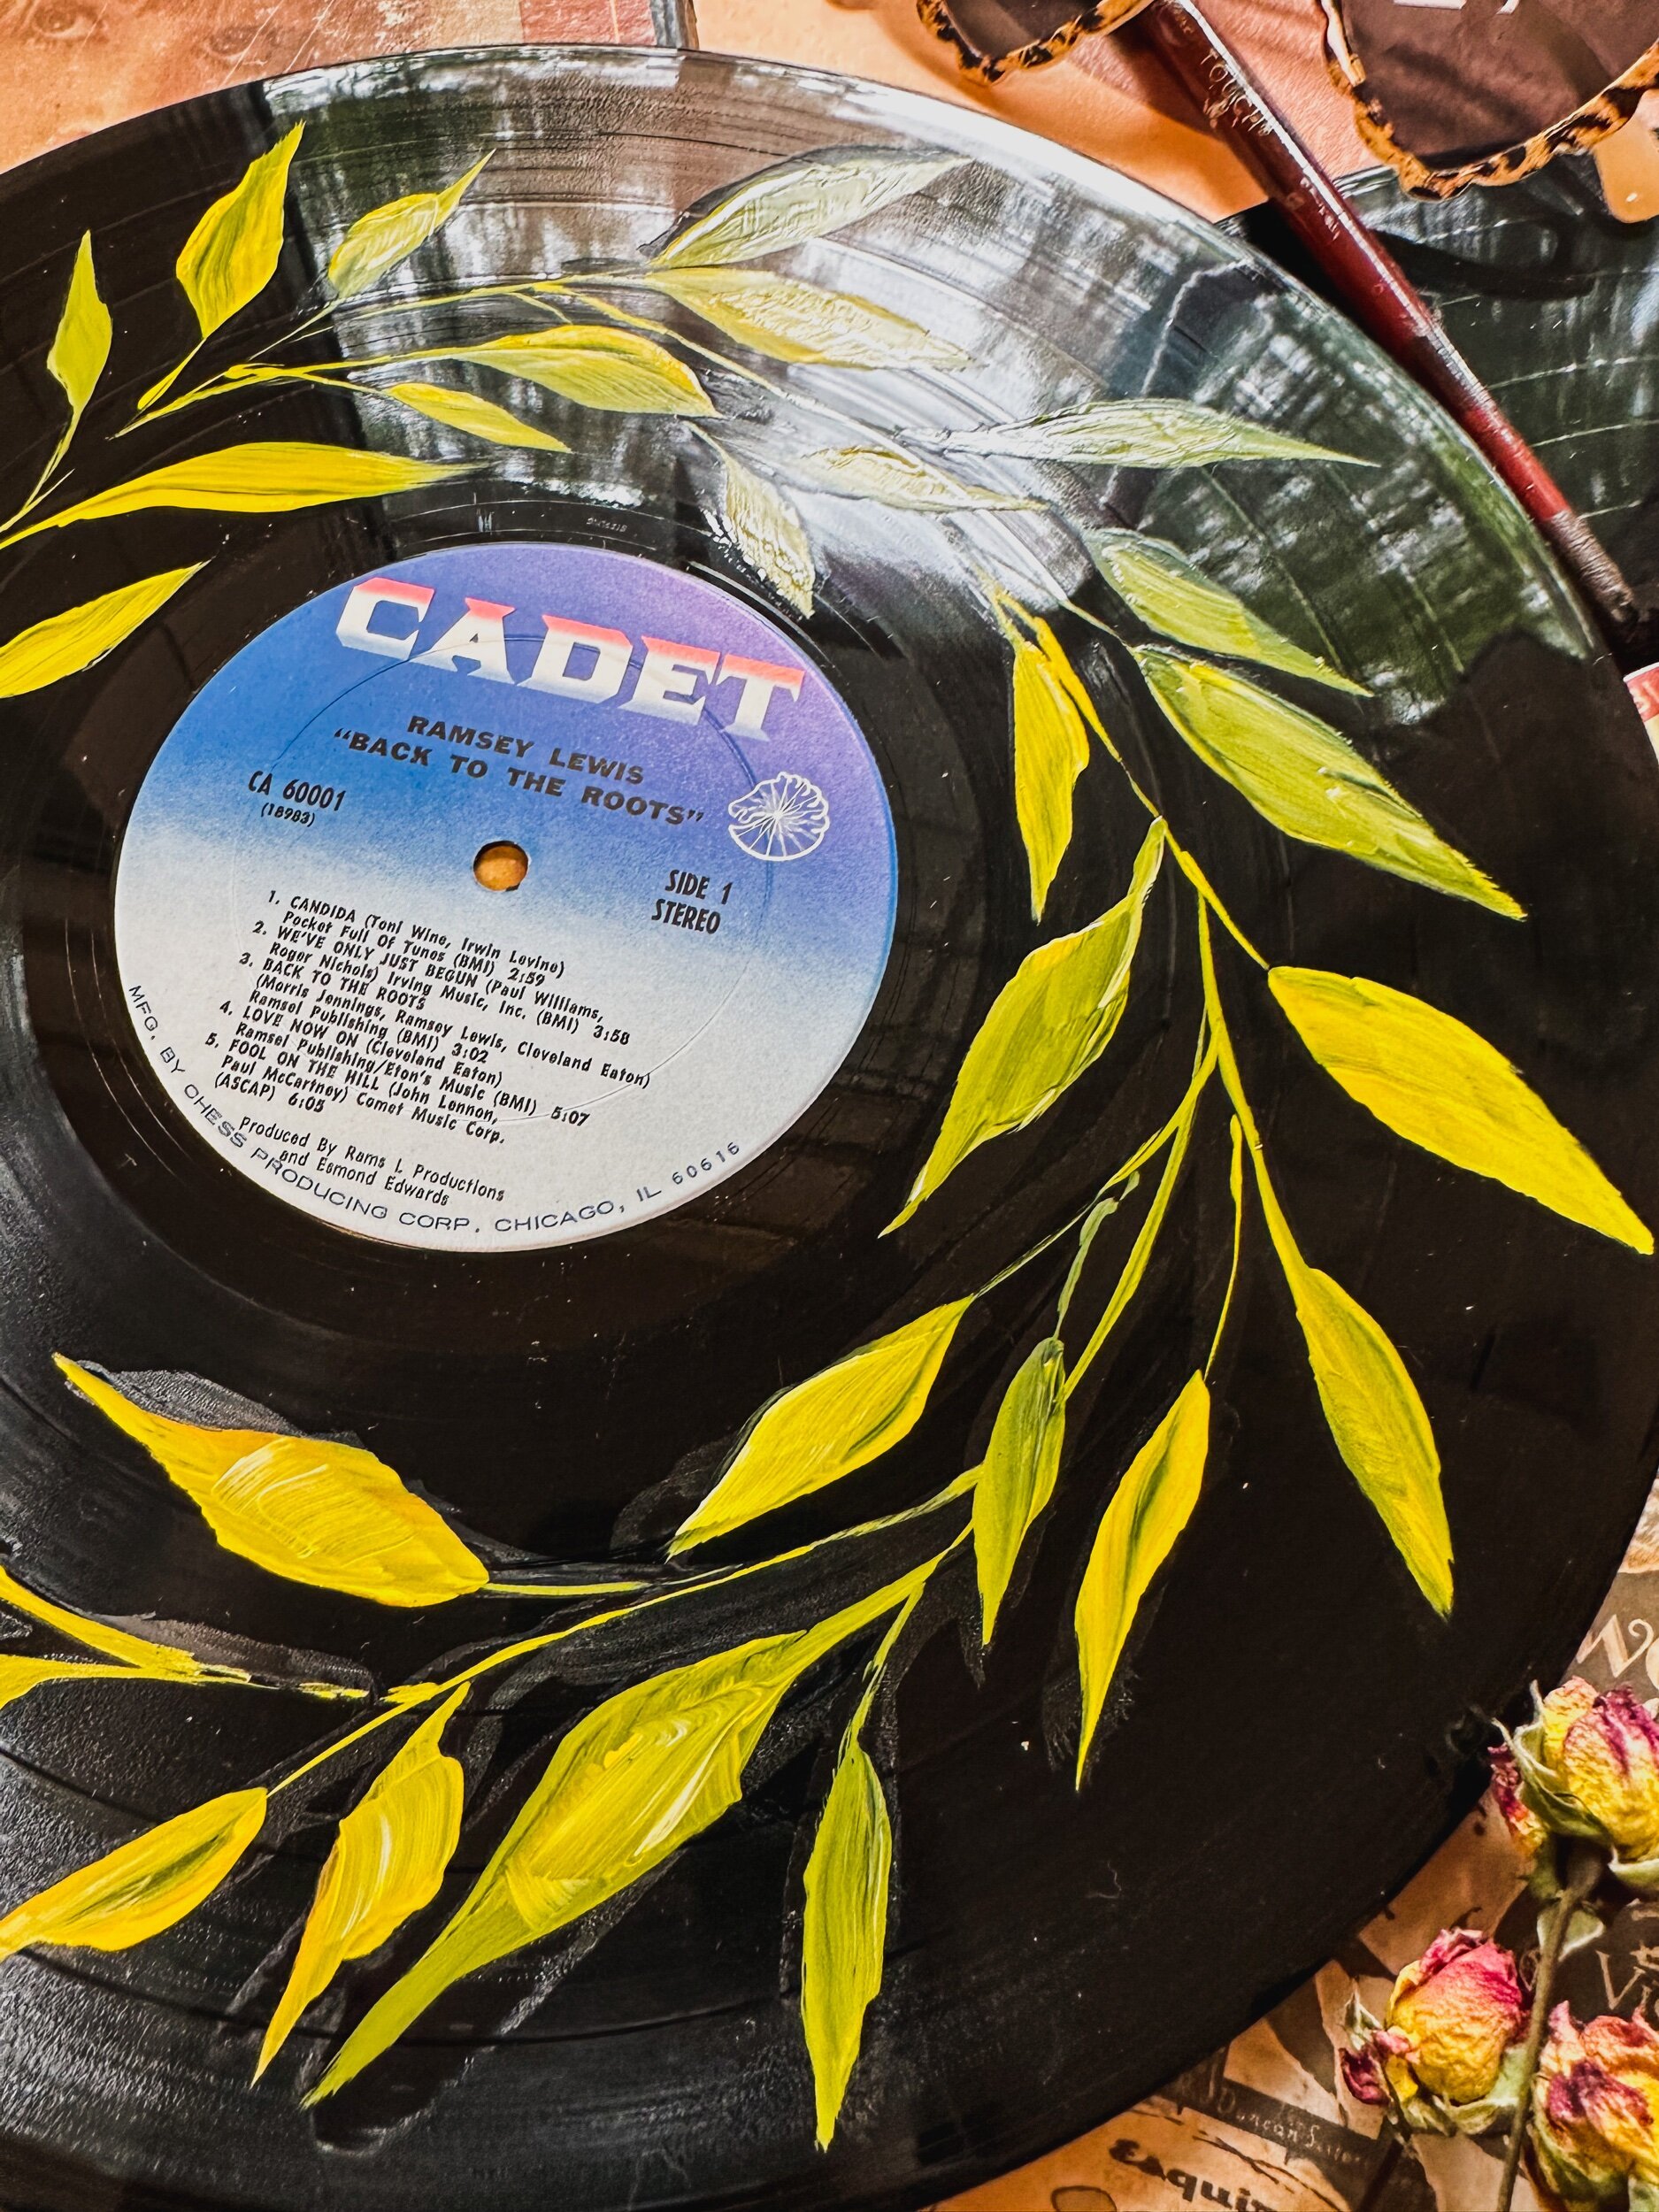 CADET
RAMSEY LEWIS
“BACK TO THE ROOTS”
CA 60001
(18983)
SIDE 1
STEREO
1. CANDIDA (Toni Wine, Irwin Levine)
Pocket Full Of Tunes (BMI) 2:59
2. WE'VE ONLY JUST BEGUN (Paul Williams,
Roger Nichols) Irving Music, Inc. (BMI) 3:58
3. BACK TO THE ROOTS
(Morris Jennings, Ramsey Lewis, Cleveland Eaton)
Ramsel Publishing (BMI) 3:02
4. LOVE NOW ON (Cleveland Eaton)
Ramsel Publishing/Eton's Music (BMI) 5:07
5. FOOL ON THE HILL (John Lennon,
Paul McCartney) Comet Music Corp.
(ASCAP) 6:05
Produced By Rams L Productions
and Esmond Edwards
MFG. BY CHESS PRODUCING CORP. CHICAGO, IL 60616